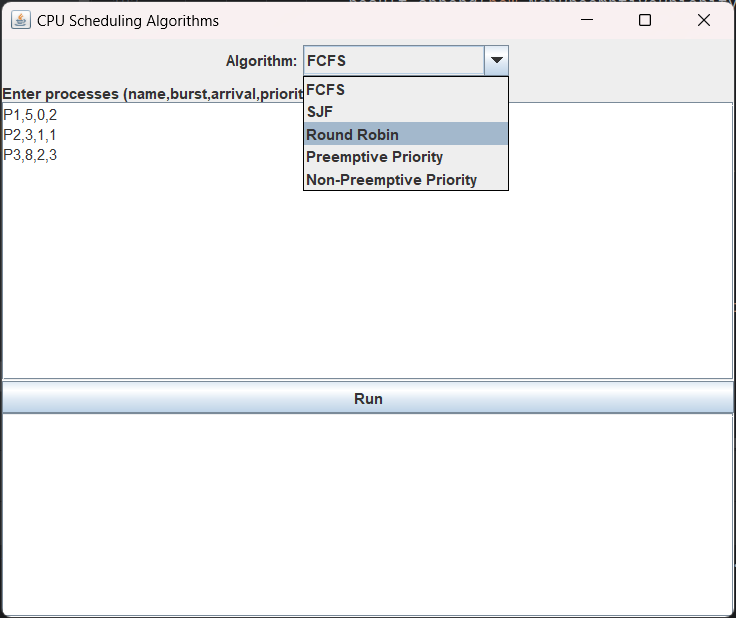 CPU Scheduling Algorithms
Algorithm: FCFS
FCFS
SJF
Round Robin
Preemptive Priority
Non-Preemptive Priority
Enter processes (name,burst,arrival,priorit
P1,5,0,2
P2,3,1,1
P3,8,2,3
Run